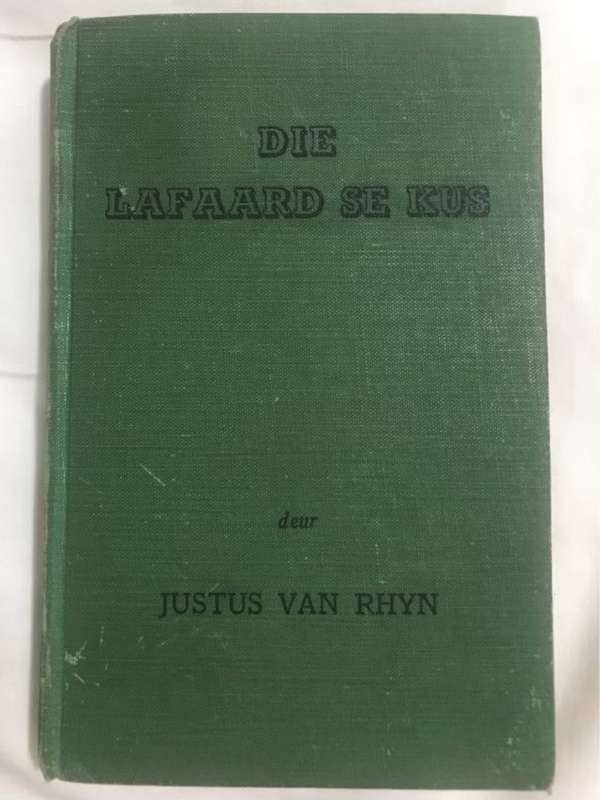 DIE
LAFAARD SE KUS
deur
JUSTUS VAN RHYN